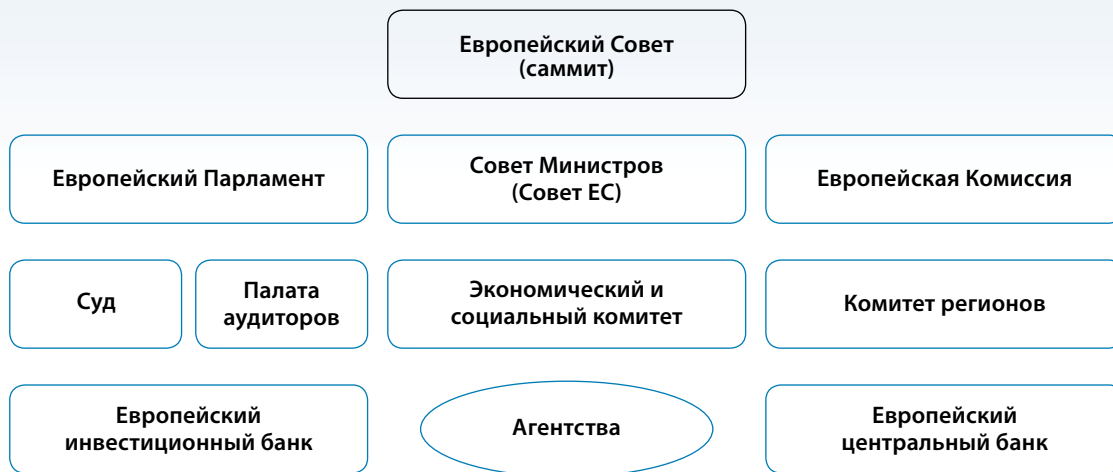 Европейский Совет
(саммит)
Европейский Парламент
Совет Министров
(Совет ЕС)
Европейская Комиссия
Суд
Палата
аудиторов
Экономический и
социальный комитет
Комитет регионов
Европейский
инвестиционный банк
Агентства
Европейский
центральный банк